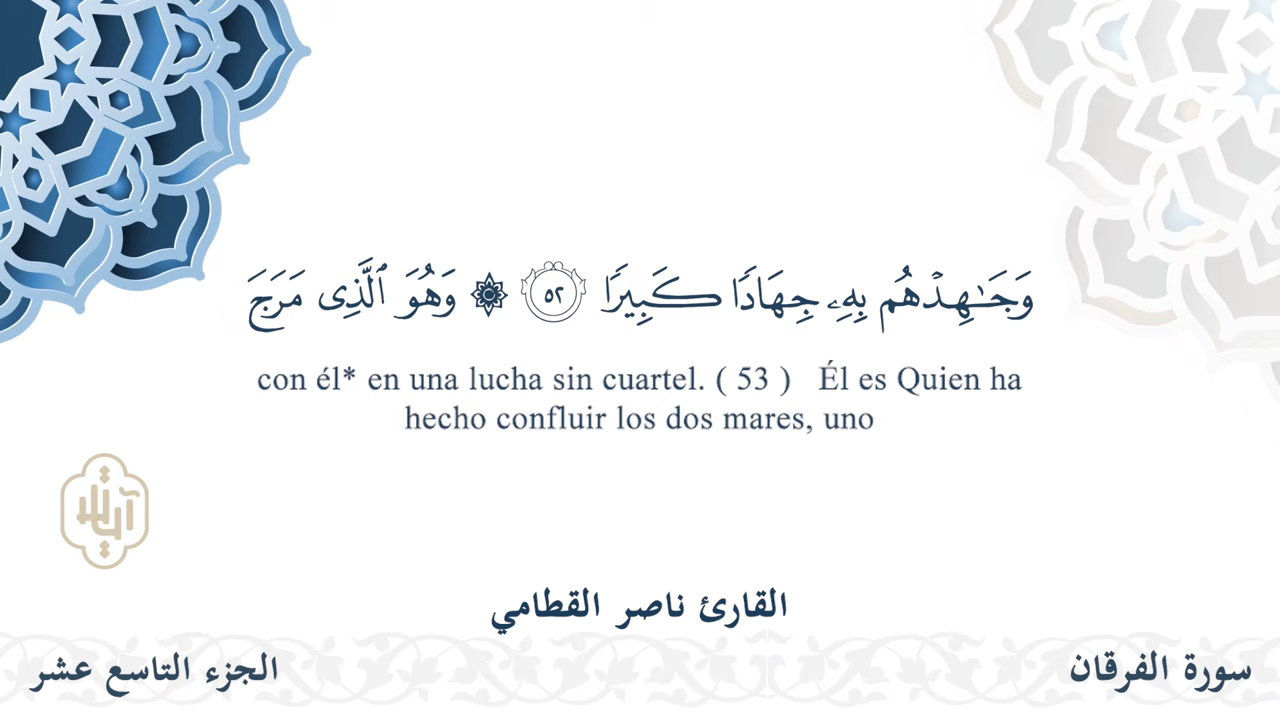 وَجَـٰهِدْهُم بِهِۦ جِهَادًا كَبِيرًا ٥٢ ۞ وَهُوَ ٱلَّذِى مَرَجَ
con él* en una lucha sin cuartel. ( 53 ) Él es Quien ha
hecho confluir los dos mares, uno
آيات
القارئ ناصر القطامي
سورة الفرقان
الجزء التاسع عشر